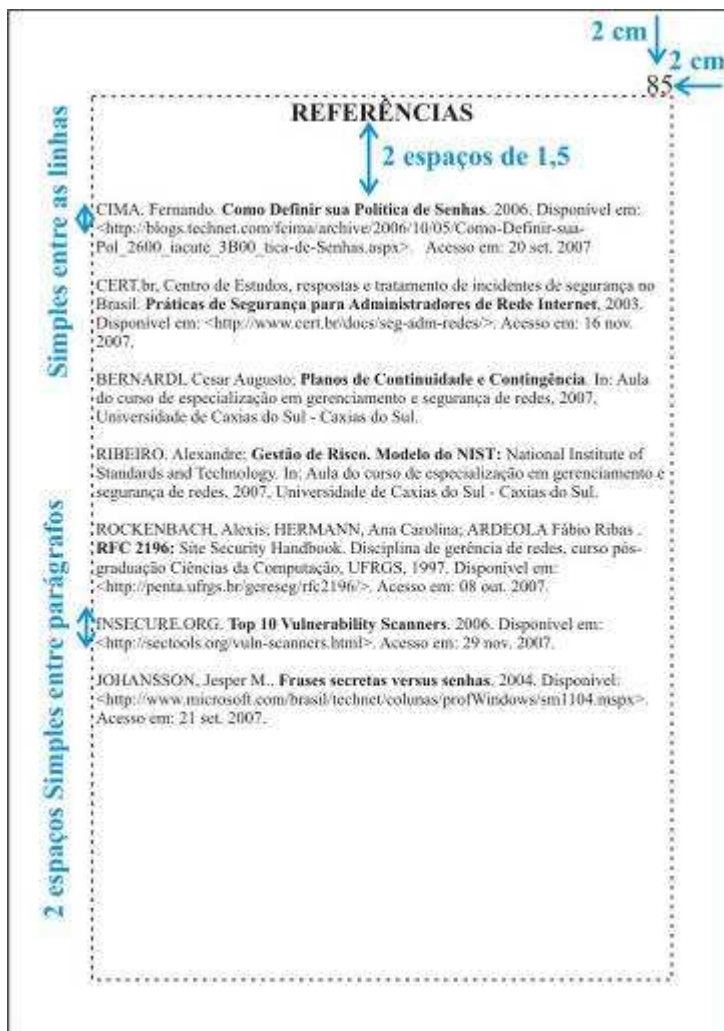 2 cm
2 cm
85
REFERÊNCIAS
2 espaços de 1,5
Simples entre as linhas
CIMA, Fernando. Como Definir sua Política de Senhas. 2006. Disponível em:
<http://blogs.technet.com/fcima/archive/2006/10/05/Como-Definir-sua-
Pol_2600_iacute_3B00_tica-de-Senhas.aspx>. Acesso em: 20 set. 2007
CERT.br, Centro de Estudos, respostas e tratamento de incidentes de segurança no
Brasil. Práticas de Segurança para Administradores de Rede Internet, 2003.
Disponível em: <http://www.cert.br/docs/seg-adm-redes/>. Acesso em: 16 nov.
2007.
BERNARDI, Cesar Augusto; Planos de Continuidade e Contingência. In: Aula
do curso de especialização em gerenciamento e segurança de redes, 2007,
Universidade de Caxias do Sul - Caxias do Sul.
RIBEIRO, Alexandre; Gestão de Risco. Modelo do NIST: National Institute of
Standards and Technology. In: Aula do curso de especialização em gerenciamento e
segurança de redes, 2007, Universidade de Caxias do Sul - Caxias do Sul.
2 espaços Simples entre parágrafos
ROCKENBACH, Alexis; HERMANN, Ana Carolina; ARDEOLA Fábio Ribas .
RFC 2196: Site Security Handbook. Disciplina de gerência de redes, curso pós-
graduação Ciências da Computação, UFRGS, 1997. Disponível em:
<http://penta.ufrgs.br/gereseg/rfc2196/>. Acesso em: 08 out. 2007.
INSECURE.ORG. Top 10 Vulnerability Scanners. 2006. Disponível em:
<http://sectools.org/vuln-scanners.html>. Acesso em: 29 nov. 2007.
JOHANSSON, Jesper M.. Frases secretas versus senhas. 2004. Disponível:
<http://www.microsoft.com/brasil/technet/colunas/profWindows/sm1104.mspx>.
Acesso em: 21 set. 2007.